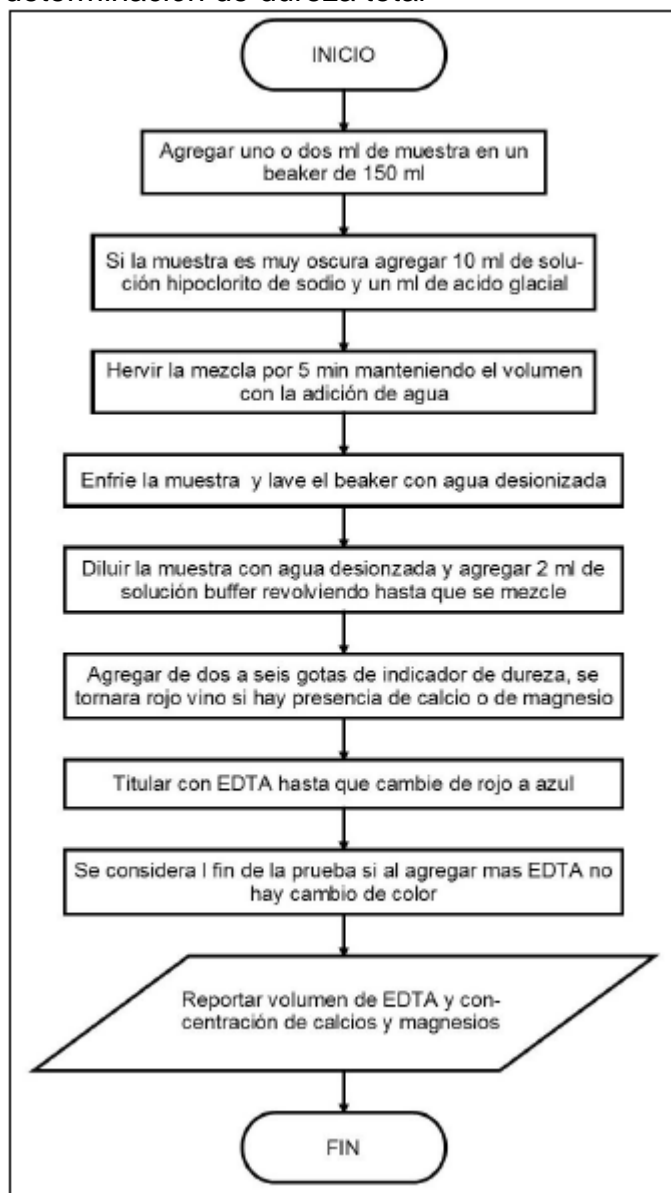 determinación de dureza total
INICIO
Agregar uno o dos ml de muestra en un
beaker de 150 ml
Si la muestra es muy oscura agregar 10 ml de solu-
ción hipoclorito de sodio y un ml de acido glacial
Hervir la mezcla por 5 min manteniendo el volumen
con la adición de agua
Enfríe la muestra y lave el beaker con agua desionizada
Diluir la muestra con agua desionzada y agregar 2 ml de
solución buffer revolviendo hasta que se mezcle
Agregar de dos a seis gotas de indicador de dureza, se
tornara rojo vino si hay presencia de calcio o de magnesio
Titular con EDTA hasta que cambie de rojo a azul
Se considera l fin de la prueba si al agregar mas EDTA no
hay cambio de color
Reportar volumen de EDTA y con-
centración de calcios y magnesios
FIN